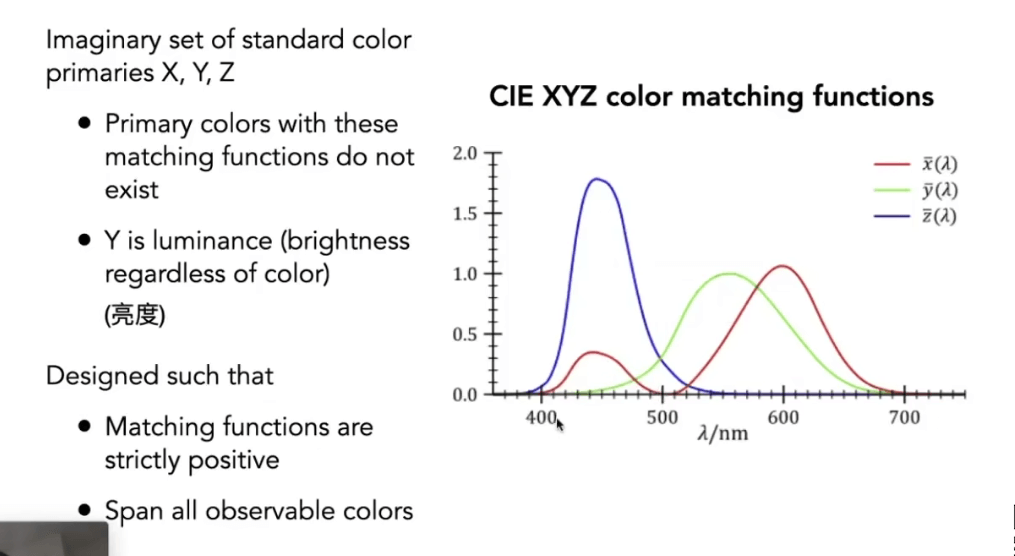 Imaginary set of standard color
primaries X, Y, Z
● Primary colors with these
matching functions do not
exist
● Y is luminance (brightness
regardless of color)
(亮度)
Designed such that
● Matching functions are
strictly positive
● Span all observable colors
CIE XYZ color matching functions
2.0
1.5
1.0
0.5
0.0
400
500
600
700
λ/nm
x̄(λ)
ȳ(λ)
z̄(λ)